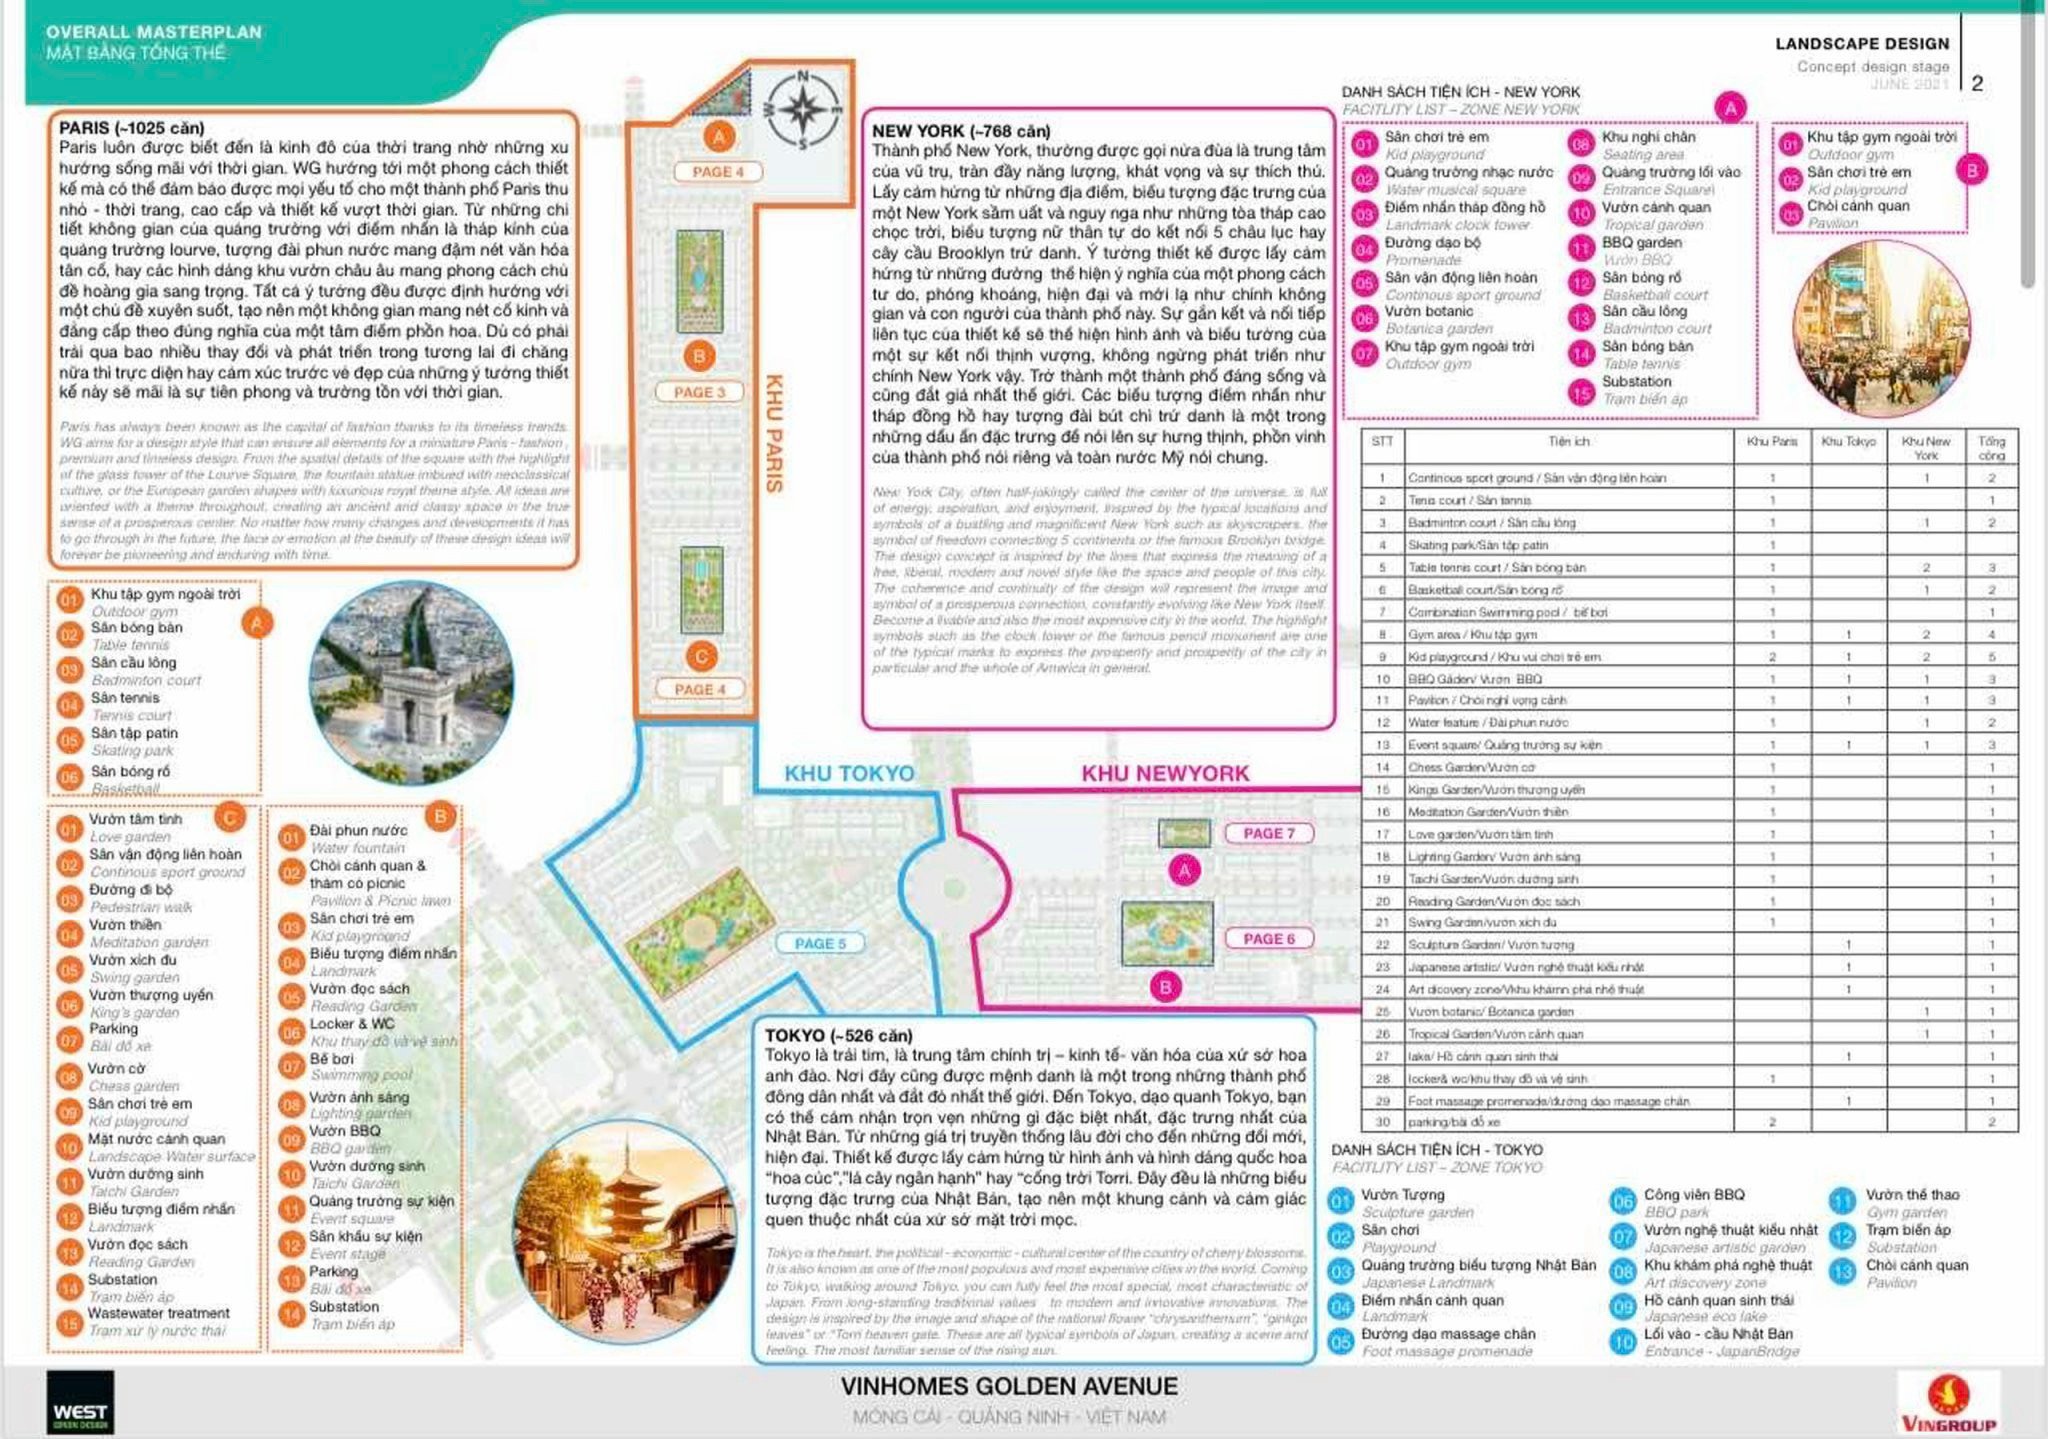 OVERALL MASTERPLAN
MẶT BẰNG TỔNG THỂ
LANDSCAPE DESIGN
Concept design stage
JUNE 2021
2
PARIS (~1025 căn)
Paris luôn được biết đến là kinh đô của thời trang nhờ những xu
hướng sống mãi với thời gian. WG hướng tới một phong cách thiết
kế mà có thể đảm bảo được mọi yếu tố cho một thành phố Paris thu
nhỏ - thời trang, cao cấp và thiết kế vượt thời gian. Từ những chi
tiết không gian của quảng trường với điểm nhấn là tháp kính của
quảng trường lourve, tượng đài phun nước mang đậm nét văn hóa
tân cổ, hay các hình dáng khu vườn châu âu mang phong cách chủ
đề hoàng gia sang trọng. Tất cả ý tưởng đều được định hướng với
một chủ đề xuyên suốt, tạo nên một không gian mang nét cổ kính và
đẳng cấp theo đúng nghĩa của một tâm điểm phồn hoa. Dù có phải
trải qua bao nhiêu thay đổi và phát triển trong tương lai đi chăng
nữa thì trực diện hay cảm xúc trước vẻ đẹp của những ý tưởng thiết
kế này sẽ mãi là sự tiên phong và trường tồn với thời gian.
Paris has always been known as the capital of fashion thanks to its timeless trends.
WG aims for a design style that can ensure all elements for a miniature Paris - fashion ,
premium and timeless design. From the spatial details of the square with the highlight
of the glass tower of the Lourve Square, the fountain statue imbued with neoclassical
culture, or the European garden shapes with luxurious royal theme style. All ideas are
oriented with a theme throughout, creating an ancient and classy space in the true
sense of a prosperous center. No matter how many changes and developments it has
to go through in the future, the face or emotion at the beauty of these design ideas will
forever be pioneering and enduring with time.
N
E
S
W
A
PAGE 4
B
PAGE 3
C
PAGE 4
KHU PARIS
NEW YORK (~768 căn)
Thành phố New York, thường được gọi nửa đùa là trung tâm
của vũ trụ, tràn đầy năng lượng, khát vọng và sự thích thú.
Lấy cảm hứng từ những địa điểm, biểu tượng đặc trưng của
một New York sầm uất và nguy nga như những tòa tháp cao
chọc trời, biểu tượng nữ thần tự do kết nối 5 châu lục hay
cây cầu Brooklyn trứ danh. Ý tưởng thiết kế được lấy cảm
hứng từ những đường thể hiện ý nghĩa của một phong cách
tự do, phóng khoáng, hiện đại và mới lạ như chính không
gian và con người của thành phố này. Sự gắn kết và nối tiếp
liên tục của thiết kế sẽ thể hiện hình ảnh và biểu tượng của
một sự kết nối thịnh vượng, không ngừng phát triển như
chính New York vậy. Trở thành một thành phố đáng sống và
cũng đắt giá nhất thế giới. Các biểu tượng điểm nhấn như
tháp đồng hồ hay tượng đài bút chì trứ danh là một trong
những dấu ấn đặc trưng để nói lên sự hưng thịnh, phồn vinh
của thành phố nói riêng và toàn nước Mỹ nói chung.
New York City, often half-jokingly called the center of the universe, is full
of energy, aspiration, and enjoyment. Inspired by the typical locations and
symbols of a bustling and magnificent New York such as skyscrapers, the
symbol of freedom connecting 5 continents or the famous Brooklyn bridge.
The design concept is inspired by the lines that express the meaning of a
free, liberal, modern and novel style like the space and people of this city.
The coherence and continuity of the design will represent the image and
symbol of a prosperous connection, constantly evolving like New York itself.
Become a livable and also the most expensive city in the world. The highlight
symbols such as the clock tower or the famous pencil monument are one
of the typical marks to express the prosperity and prosperity of the city in
particular and the whole of America in general.
DANH SÁCH TIỆN ÍCH - NEW YORK
FACITLITY LIST – ZONE NEW YORK
A
01 Sân chơi trẻ em
Kid playground
02 Quảng trường nhạc nước
Water musical square
03 Điểm nhấn tháp đồng hồ
Landmark clock tower
04 Đường dạo bộ
Promenade
05 Sân vận động liên hoàn
Continous sport ground
06 Vườn botanic
Botanica garden
07 Khu tập gym ngoài trời
Outdoor gym
08 Khu nghỉ chân
Seating area
09 Quảng trường lối vào
Entrance Square\
10 Vườn cảnh quan
Tropical garden
11 BBQ garden
Vườn BBQ
12 Sân bóng rổ
Basketball court
13 Sân cầu lông
Badminton court
14 Sân bóng bàn
Table tennis
15 Substation
Trạm biến áp
B
01 Khu tập gym ngoài trời
Outdoor gym
02 Sân chơi trẻ em
Kid playground
03 Chòi cảnh quan
Pavilion
STT Tiện ích Khu Paris Khu Tokyo Khu New York Tổng cộng
1 Continous sport ground / Sân vận động liên hoàn 1 1 2
2 Tenis court / Sân tennis 1 1
3 Badminton court / Sân cầu lông 1 1 2
4 Skating park/Sân tập patin 1
5 Table tennis court / Sân bóng bàn 1 2 3
6 Basketball court/Sân bóng rổ 1 1 2
7 Combination Swimming pool / bể bơi 1 1
8 Gym area / Khu tập gym 1 1 2 4
9 Kid playground / Khu vui chơi trẻ em 2 1 2 5
10 BBQ Gảden/ Vườn BBQ 1 1 1 3
11 Pavilion / Chòi nghỉ vọng cảnh 1 1 1 3
12 Water feature / Đài phun nước 1 1 2
13 Event square/ Quảng trường sự kiện 1 1 1 3
14 Chess Garden/Vườn cờ 1 1
15 Kings Garden/Vườn thượng uyển 1 1
16 Meditation Garden/Vườn thiền 1 1
17 Love garden/Vườn tâm tình 1 1
18 Lighting Garden/ Vườn ánh sáng 1 1
19 Taichi Garden/Vườn dưỡng sinh 1 1
20 Reading Garden/Vườn đọc sách 1 1
21 Swing Garden/vườn xích đu 1 1
22 Sculpture Garden/ Vườn tượng 1 1
23 Japanese artistic/ Vườn nghệ thuật kiểu nhật 1 1
24 Art dicovery zone/Vkhu khámn phá nhệ thuật 1 1
25 Vườn botanic/ Botanica garden 1 1
26 Tropical Garden/Vườn cảnh quan 1 1
27 lake/ Hồ cảnh quan sinh thái 1 1
28 locker& wc/khu thay đồ và vệ sinh 1 1
29 Foot massage promenade/đường dạo massage chân 1 1
30 parking/bãi đỗ xe 2 2
A
01 Khu tập gym ngoài trời
Outdoor gym
02 Sân bóng bàn
Table tennis
03 Sân cầu lông
Badminton court
04 Sân tennis
Tennis court
05 Sân tập patin
Skating park
06 Sân bóng rổ
Basketball
C
01 Vườn tâm tình
Love garden
02 Sân vận động liên hoàn
Continous sport ground
03 Đường đi bộ
Pedestrian walk
04 Vườn thiền
Meditation garden
05 Vườn xích đu
Swing garden
06 Vườn thượng uyển
King's garden
07 Parking
Bãi đỗ xe
08 Vườn cờ
Chess garden
09 Sân chơi trẻ em
Kid playground
10 Mặt nước cảnh quan
Landscape Water surface
11 Vườn dưỡng sinh
Taichi Garden
12 Biểu tượng điểm nhấn
Landmark
13 Vườn đọc sách
Reading Garden
14 Substation
Trạm biến áp
15 Wastewater treatment
Trạm xử lý nước thải
B
01 Đài phun nước
Water fountain
02 Chòi cảnh quan &
thảm cỏ picnic
Pavilion & Picnic lawn
03 Sân chơi trẻ em
Kid playground
04 Biểu tượng điểm nhấn
Landmark
05 Vườn đọc sách
Reading Garden
06 Locker & WC
Khu thay đồ và vệ sinh
07 Bể bơi
Swimming pool
08 Vườn ánh sáng
Lighting garden
09 Vườn BBQ
BBQ garden
10 Vườn dưỡng sinh
Taichi Garden
11 Quảng trường sự kiện
Event square
12 Sân khấu sự kiện
Event stage
13 Parking
Bãi đỗ xe
14 Substation
Trạm biến áp
KHU TOKYO
PAGE 5
KHU NEWYORK
PAGE 7
A
PAGE 6
B
TOKYO (~526 căn)
Tokyo là trái tim, là trung tâm chính trị – kinh tế- văn hóa của xứ sở hoa
anh đào. Nơi đây cũng được mệnh danh là một trong những thành phố
đông dân nhất và đắt đỏ nhất thế giới. Đến Tokyo, dạo quanh Tokyo, bạn
có thể cảm nhận trọn vẹn những gì đặc biệt nhất, đặc trưng nhất của
Nhật Bản. Từ những giá trị truyền thống lâu đời cho đến những đổi mới,
hiện đại. Thiết kế được lấy cảm hứng từ hình ảnh và hình dáng quốc hoa
“hoa cúc”,”lá cây ngân hạnh” hay “cổng trời Torri. Đây đều là những biểu
tượng đặc trưng của Nhật Bản, tạo nên một khung cảnh và cảm giác
quen thuộc nhất của xứ sở mặt trời mọc.
Tokyo is the heart, the political - economic - cultural center of the country of cherry blossoms.
It is also known as one of the most populous and most expensive cities in the world. Coming
to Tokyo, walking around Tokyo, you can fully feel the most special, most characteristic of
Japan. From long-standing traditional values to modern and innovative innovations. The
design is inspired by the image and shape of the national flower "chrysanthemum", "ginkgo
leaves" or "Torri heaven gate. These are all typical symbols of Japan, creating a scene and
feeling. The most familiar sense of the rising sun.
DANH SÁCH TIỆN ÍCH - TOKYO
FACITLITY LIST – ZONE TOKYO
01 Vườn Tượng
Sculpture garden
02 Sân chơi
Playground
03 Quảng trường biểu tượng Nhật Bản
Japanese Landmark
04 Điểm nhấn cảnh quan
Landmark
05 Đường dạo massage chân
Foot massage promenade
06 Công viên BBQ
BBQ park
07 Vườn nghệ thuật kiểu nhật
Japanese artistic garden
08 Khu khám phá nghệ thuật
Art discovery zone
09 Hồ cảnh quan sinh thái
Japanese eco lake
10 Lối vào - cầu Nhật Bản
Entrance - JapanBridge
11 Vườn thể thao
Gym garden
12 Trạm biến áp
Substation
13 Chòi cảnh quan
Pavilion
WEST
GREEN DESIGN
VINHOMES GOLDEN AVENUE
MÓNG CÁI - QUẢNG NINH - VIỆT NAM
VINGROUP